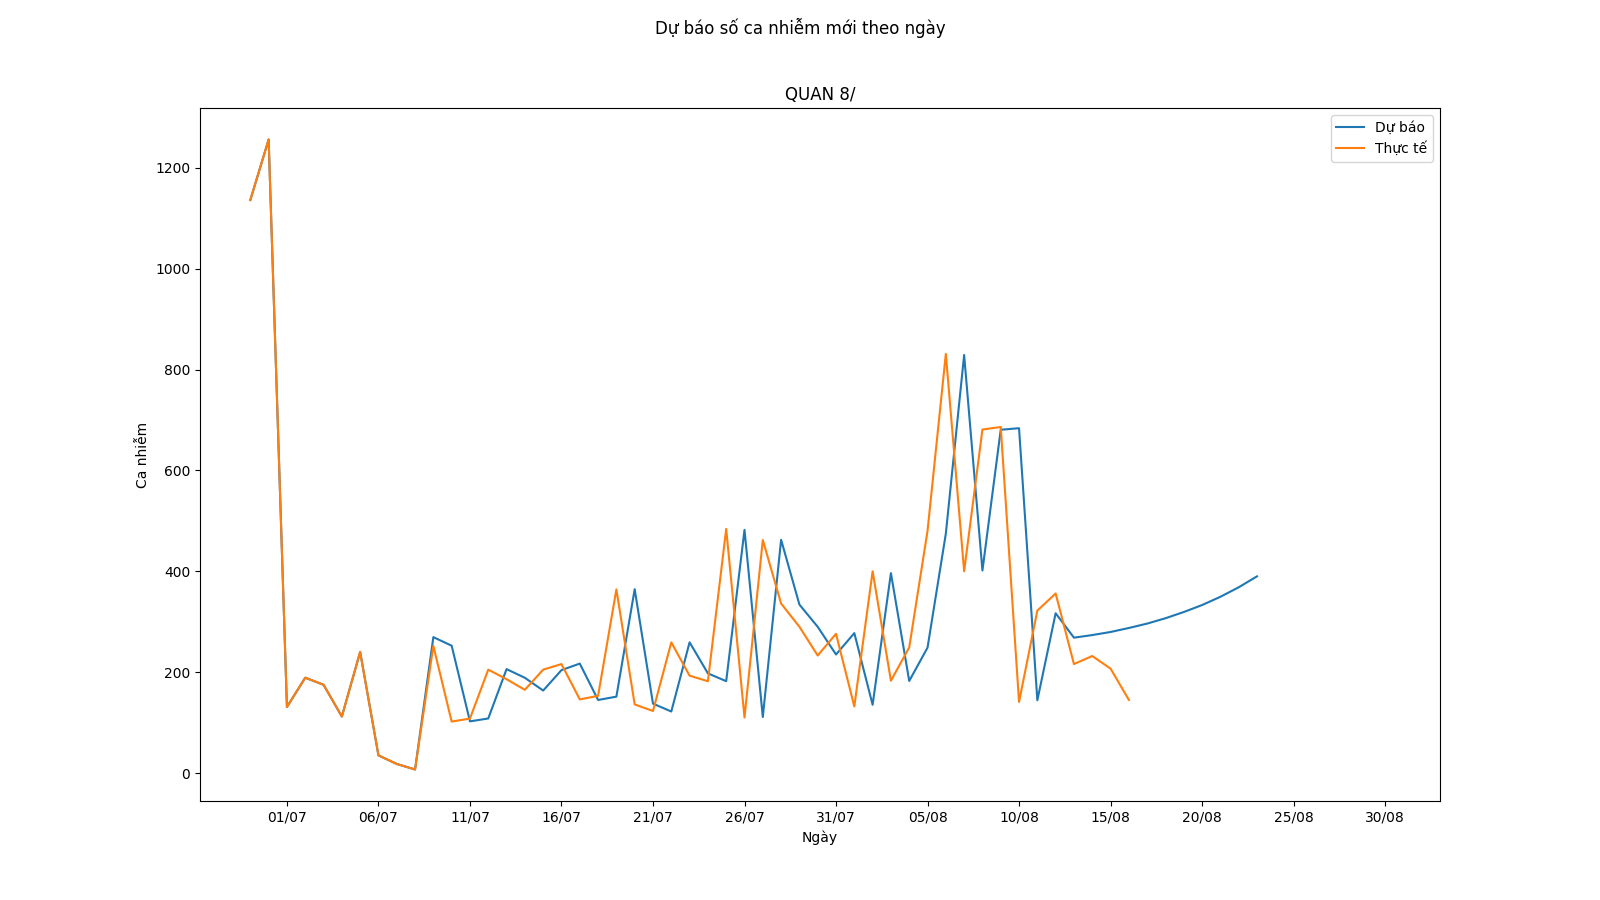 Dự báo số ca nhiễm mới theo ngày
QUAN 8/
Dự báo
Thực tế
1200
1000
800
600
400
200
0
Ca nhiễm
01/07 06/07 11/07 16/07 21/07 26/07 31/07 05/08 10/08 15/08 20/08 25/08 30/08
Ngày